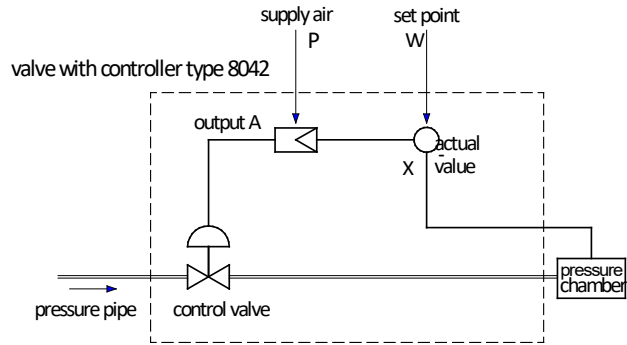 supply air
P
set point
W
valve with controller type 8042
output A
actual
value
X
-
pressure
chamber
pressure pipe
control valve